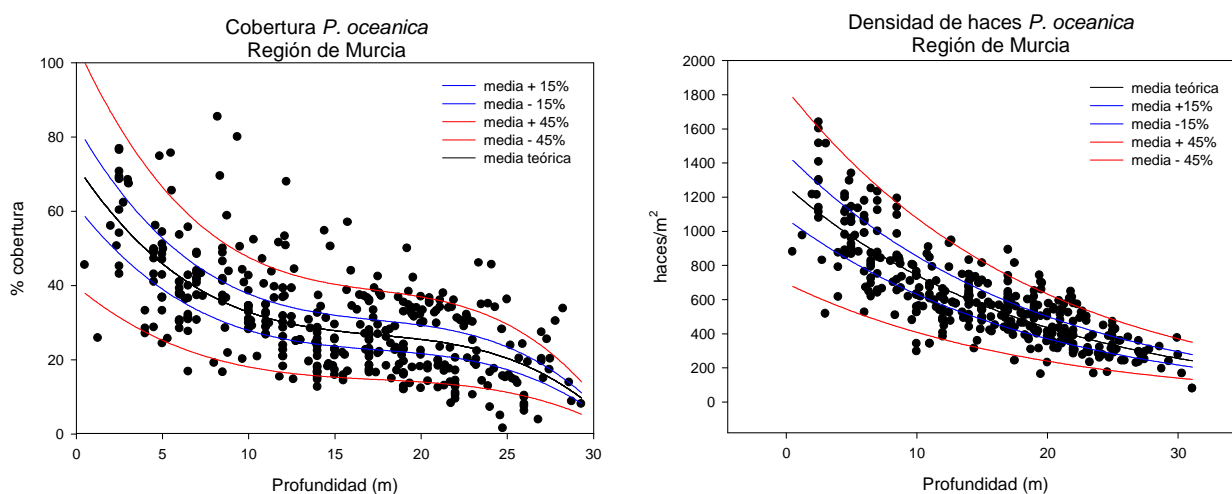 Cobertura P. oceanica
Región de Murcia
100
80
60
40
20
0
% cobertura
media + 15%
media - 15%
media + 45%
media - 45%
media teórica
0 5 10 15 20 25 30
Profundidad (m)
Densidad de haces P. oceanica
Región de Murcia
2000
1800
1600
1400
1200
1000
800
600
400
200
0
haces/m²
media teórica
media +15%
media -15%
media + 45%
media - 45%
0 10 20 30
Profundidad (m)